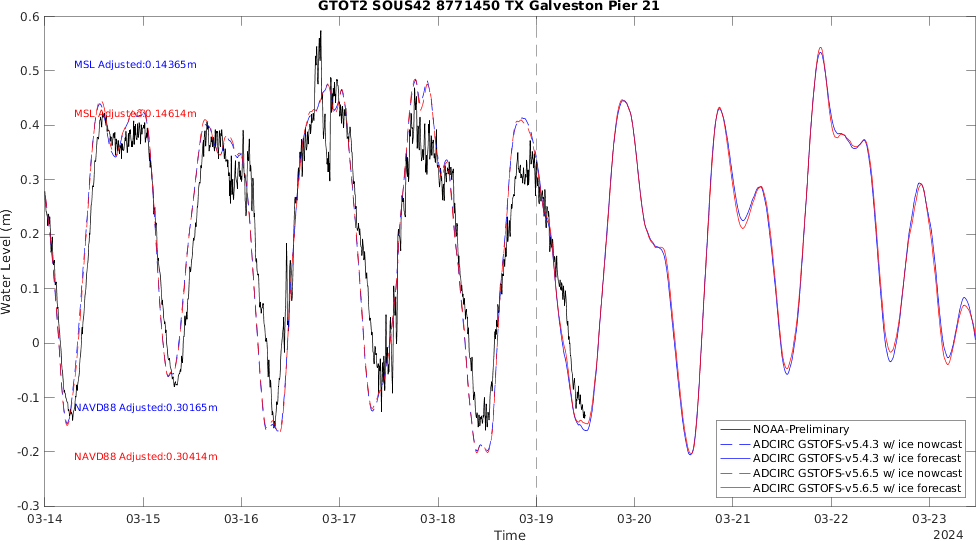 GTOT2 SOUS42 8771450 TX Galveston Pier 21
0.6
0.5
0.4
0.3
0.2
0.1
0
-0.1
-0.2
-0.3
Water Level (m)
MSL Adjusted:0.14365m
MSL Adjusted:0.14614m
NAVD88 Adjusted:0.30165m
NAVD88 Adjusted:0.30414m
NOAA-Preliminary
ADCIRC GSTOFS-v5.4.3 w/ ice nowcast
ADCIRC GSTOFS-v5.4.3 w/ ice forecast
ADCIRC GSTOFS-v5.6.5 w/ ice nowcast
ADCIRC GSTOFS-v5.6.5 w/ ice forecast
03-14 03-15 03-16 03-17 03-18 03-19 03-20 03-21 03-22 03-23
Time
2024